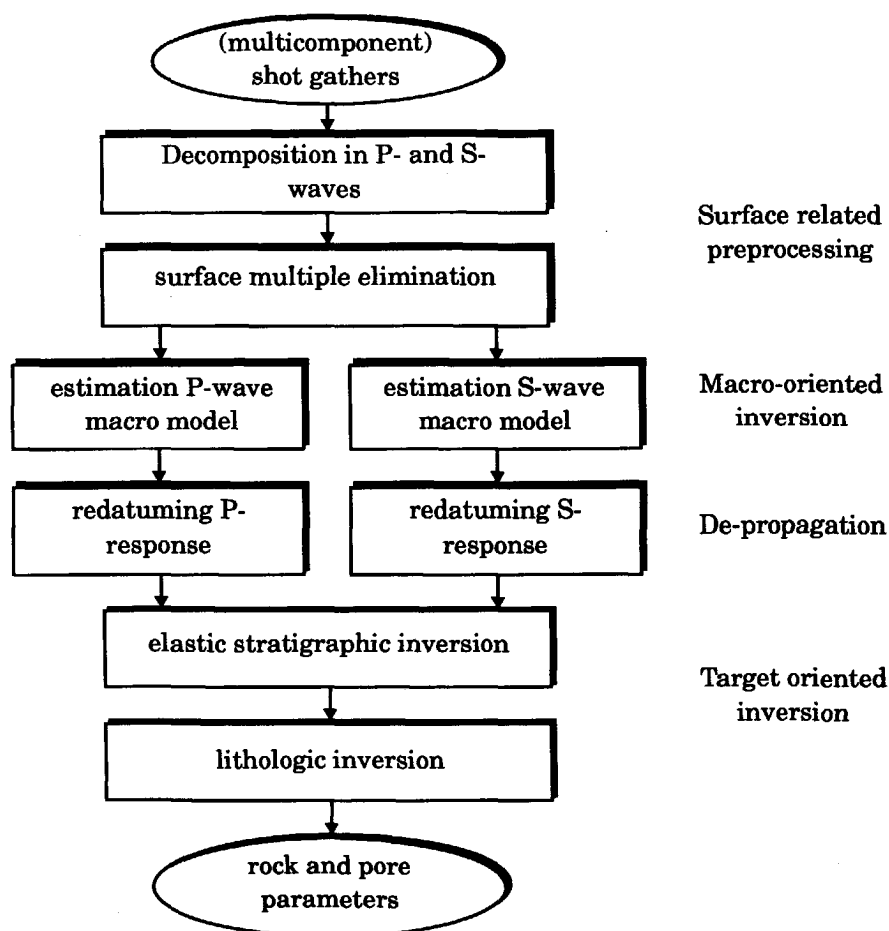 (multicomponent)
shot gathers
Decomposition in P- and S-
waves
Surface related
preprocessing
surface multiple elimination
estimation P-wave
macro model
estimation S-wave
macro model
Macro-oriented
inversion
redatuming P-
response
redatuming S-
response
De-propagation
elastic stratigraphic inversion
Target oriented
inversion
lithologic inversion
rock and pore
parameters